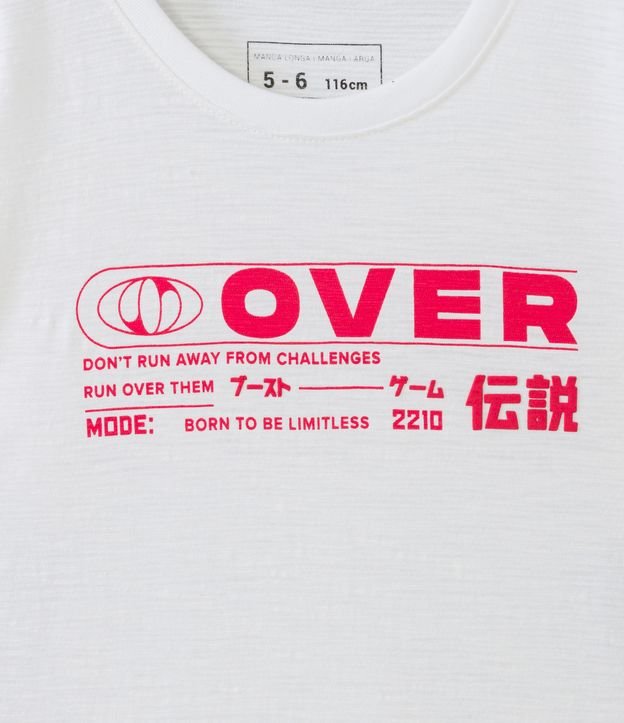 MANGA LONGA | MANGA LARGA
5 - 6 116cm
OVER
DON'T RUN AWAY FROM CHALLENGES
RUN OVER THEM ブースト ゲーム 伝説
MODE: BORN TO BE LIMITLESS 2210